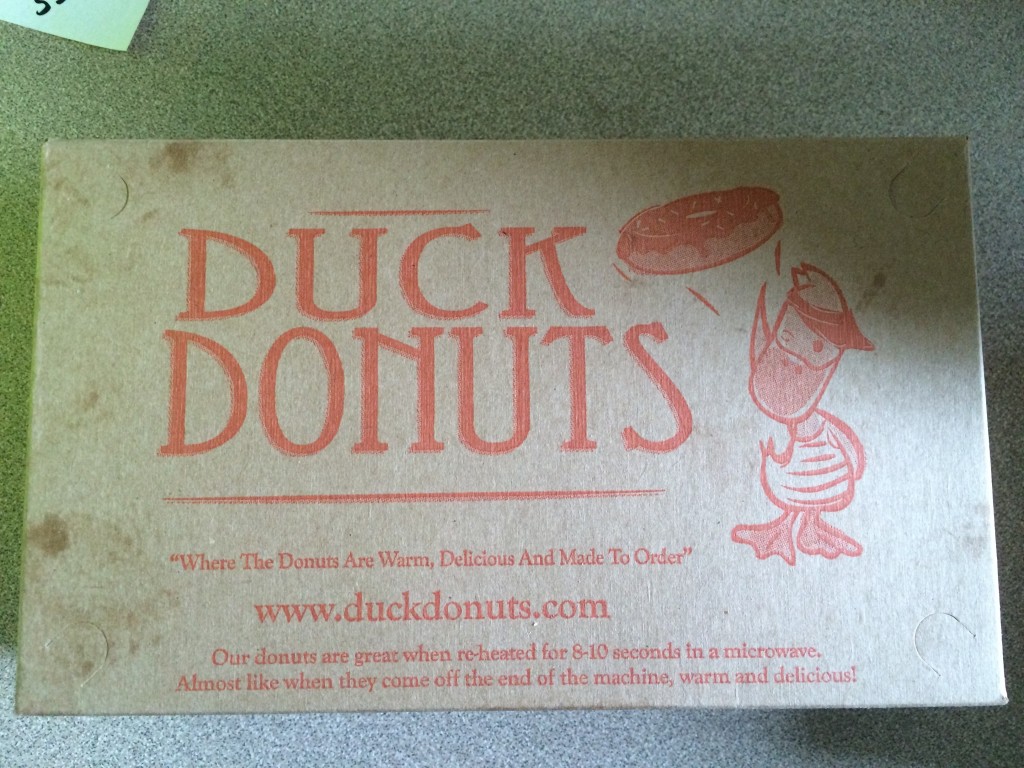 DUCK
DONUTS
"Where The Donuts Are Warm, Delicious And Made To Order"
www.duckdonuts.com
Our donuts are great when re-heated for 8-10 seconds in a microwave.
Almost like when they come off the end of the machine, warm and delicious!